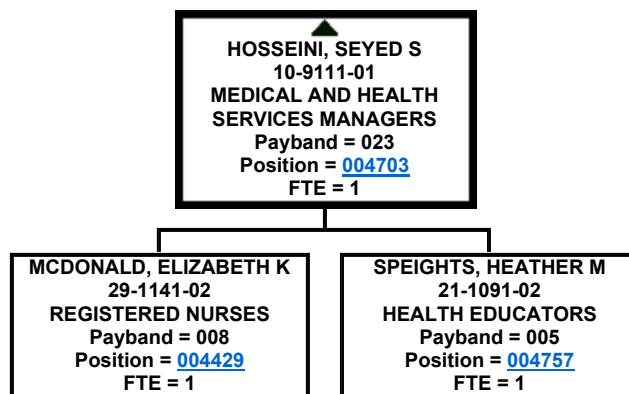 HOSSEINI, SEYED S
10-9111-01
MEDICAL AND HEALTH
SERVICES MANAGERS
Payband = 023
Position = 004703
FTE = 1
MCDONALD, ELIZABETH K
29-1141-02
REGISTERED NURSES
Payband = 008
Position = 004429
FTE = 1
SPEIGHTS, HEATHER M
21-1091-02
HEALTH EDUCATORS
Payband = 005
Position = 004757
FTE = 1